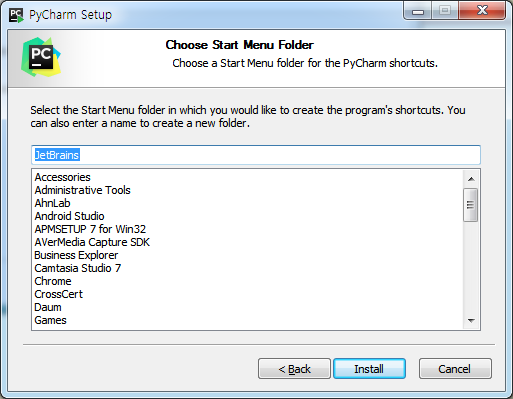 PC PyCharm Setup
PC
Choose Start Menu Folder
Choose a Start Menu folder for the PyCharm shortcuts.
Select the Start Menu folder in which you would like to create the program's shortcuts. You
can also enter a name to create a new folder.
JetBrains
Accessories
Administrative Tools
AhnLab
Android Studio
APMSETUP 7 for Win32
AVerMedia Capture SDK
Business Explorer
Camtasia Studio 7
Chrome
CrossCert
Daum
Games
< Back
Install
Cancel